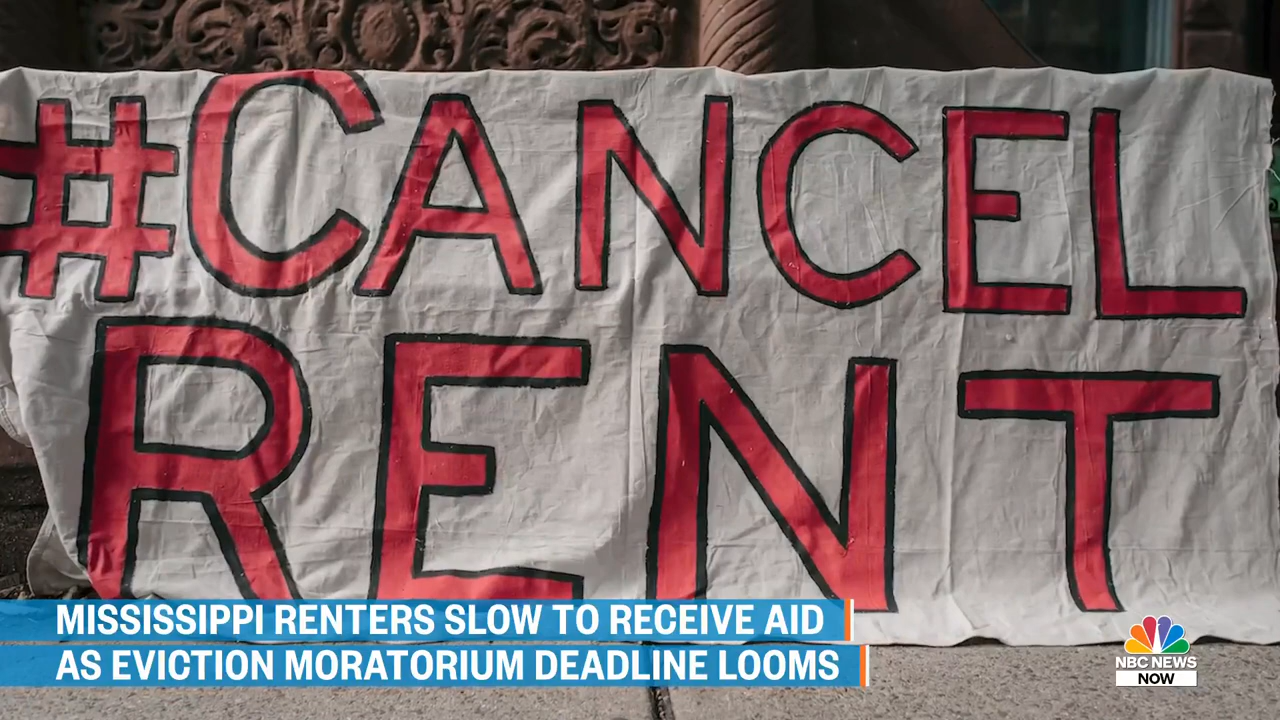 #CANCEL
RENT
MISSISSIPPI RENTERS SLOW TO RECEIVE AID
AS EVICTION MORATORIUM DEADLINE LOOMS
NBC NEWS
NOW